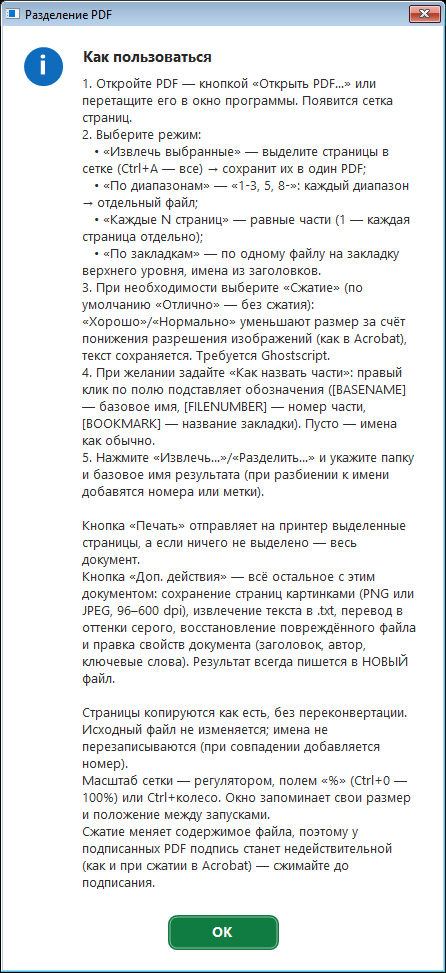 Разделение PDF
Как пользоваться
1. Откройте PDF — кнопкой «Открыть PDF...» или
перетащите его в окно программы. Появится сетка
страниц.
2. Выберите режим:
• «Извлечь выбранные» — выделите страницы в
сетке (Ctrl+A — все) → сохранит их в один PDF;
• «По диапазонам» — «1-3, 5, 8-»: каждый диапазон
→ отдельный файл;
• «Каждые N страниц» — равные части (1 — каждая
страница отдельно);
• «По закладкам» — по одному файлу на закладку
верхнего уровня, имена из заголовков.
3. При необходимости выберите «Сжатие» (по
умолчанию «Отлично» — без сжатия):
«Хорошо»/«Нормально» уменьшают размер за счёт
понижения разрешения изображений (как в Acrobat),
текст сохраняется. Требуется Ghostscript.
4. При желании задайте «Как назвать части»: правый
клик по полю подставляет обозначения ([BASENAME]
— базовое имя, [FILENUMBER] — номер части,
[BOOKMARK] — название закладки). Пусто — имена
как обычно.
5. Нажмите «Извлечь...»/«Разделить...» и укажите папку
и базовое имя результата (при разбиении к имени
добавятся номера или метки).
Кнопка «Печать» отправляет на принтер выделенные
страницы, а если ничего не выделено — весь
документ.
Кнопка «Доп. действия» — всё остальное с этим
документом: сохранение страниц картинками (PNG или
JPEG, 96–600 dpi), извлечение текста в .txt, перевод в
оттенки серого, восстановление повреждённого файла
и правка свойств документа (заголовок, автор,
ключевые слова). Результат всегда пишется в НОВЫЙ
файл.
Страницы копируются как есть, без переконвертации.
Исходный файл не изменяется; имена не
перезаписываются (при совпадении добавляется
номер).
Масштаб сетки — регулятором, полем «%» (Ctrl+0 —
100%) или Ctrl+колесо. Окно запоминает свои размер
и положение между запусками.
Сжатие меняет содержимое файла, поэтому у
подписанных PDF подпись станет недействительной
(как и при сжатии в Acrobat) — сжимайте до
подписания.
OK